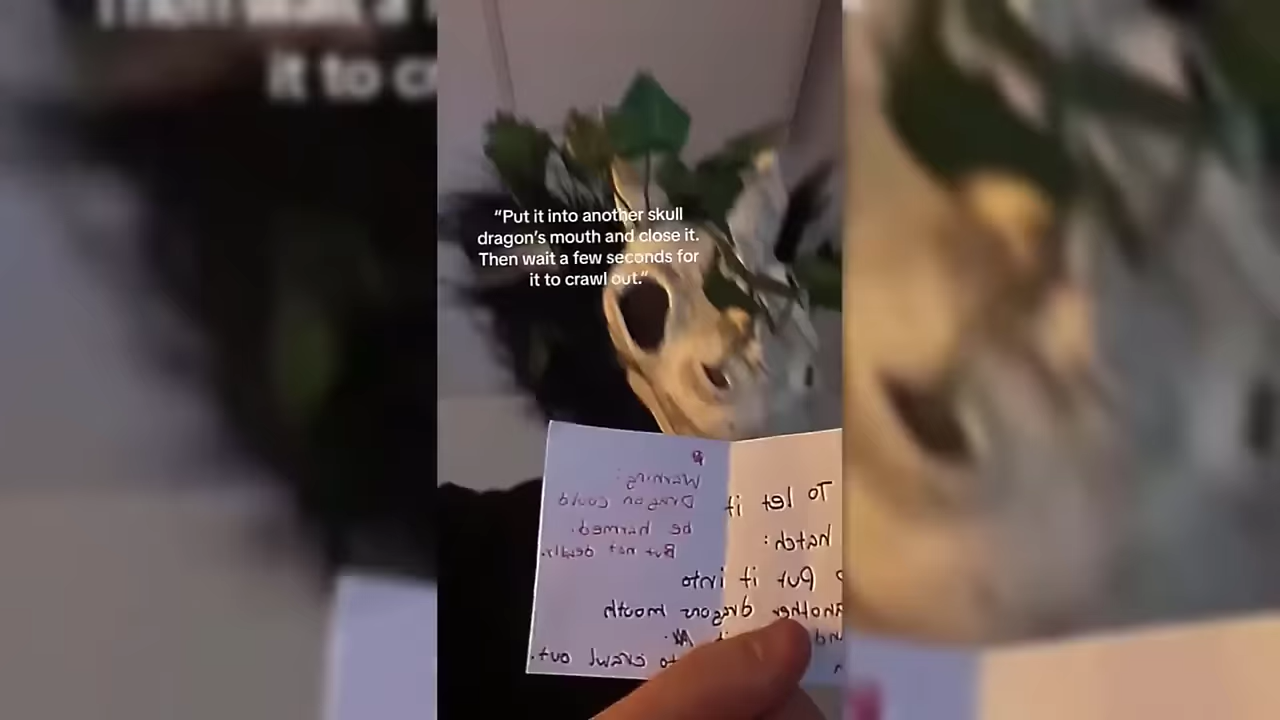 “Put it into another skull
dragon’s mouth and close it.
Then wait a few seconds for
it to crawl out.“
To let it
hatch:
Put it into
another dragons mouth
and
to crawl out.
Warning:
Dragon could
be harmed.
But not deadly.